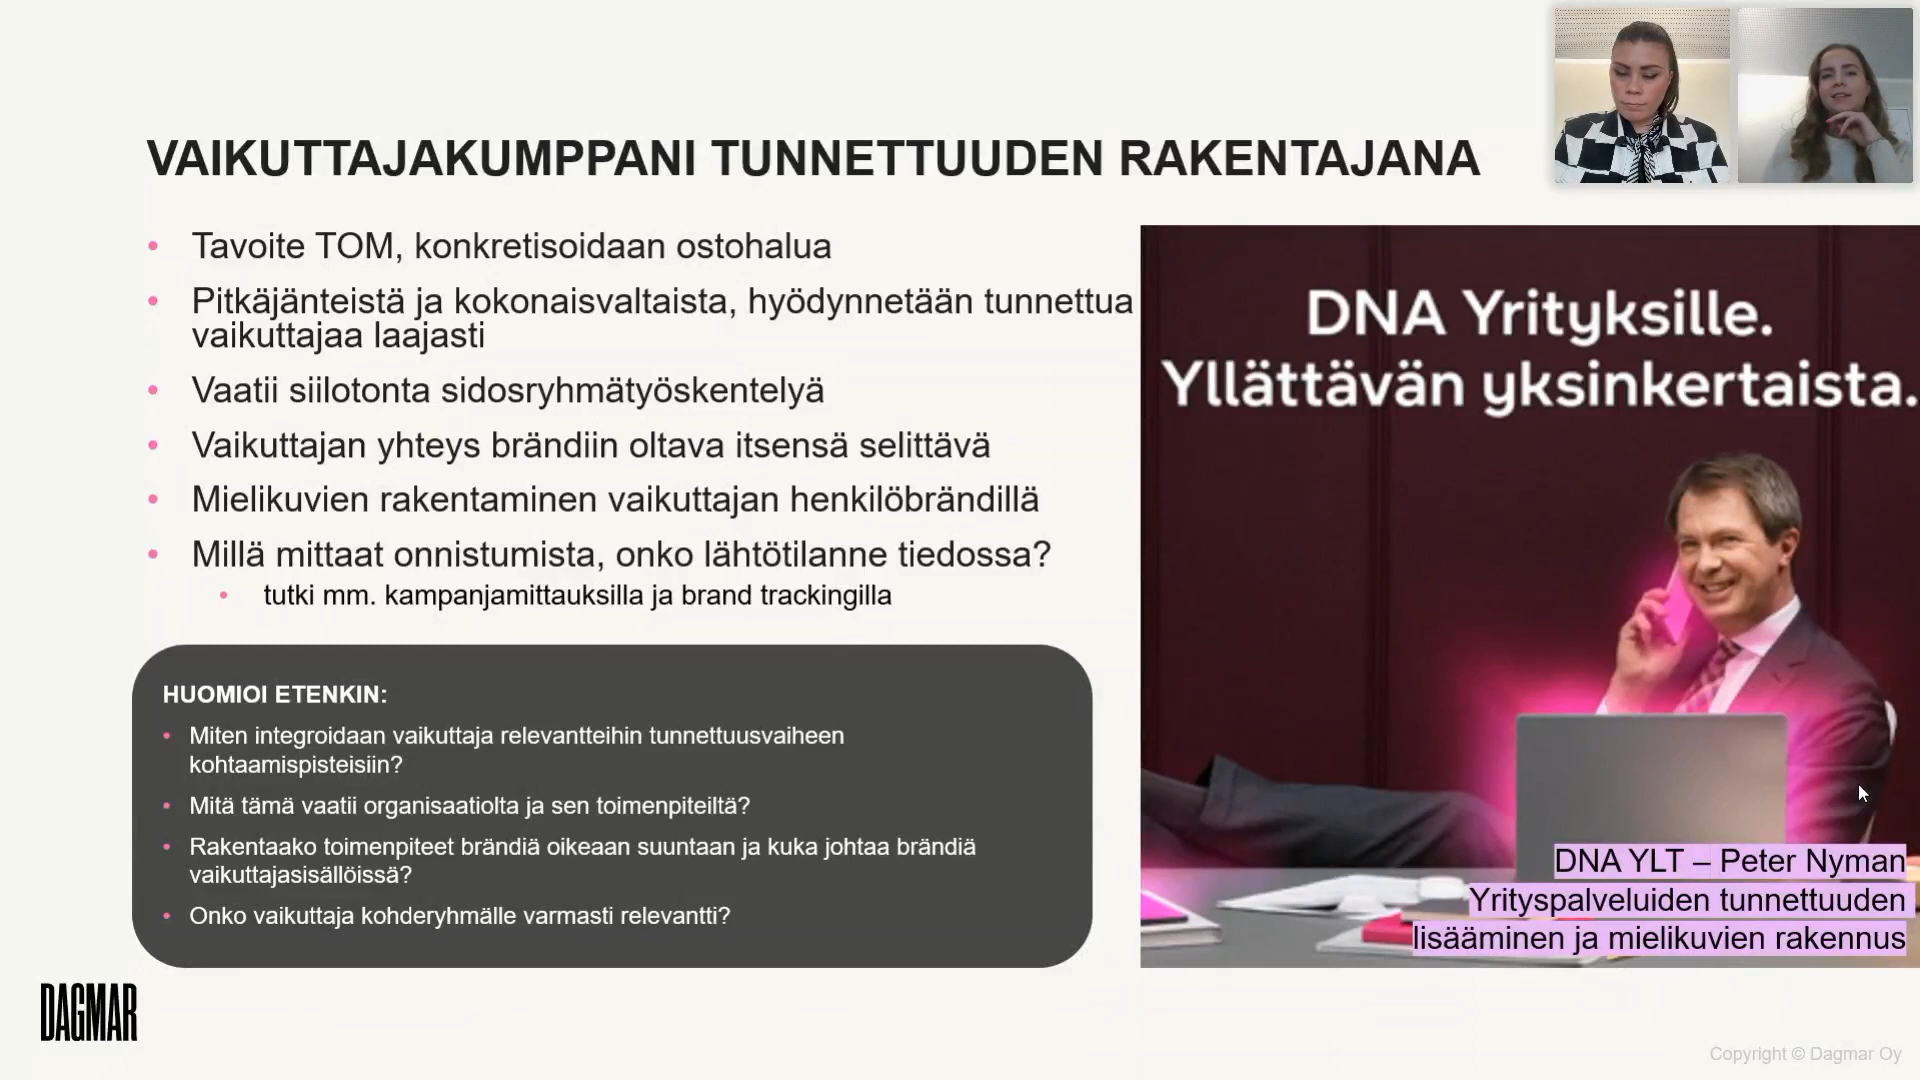 VAIKUTTAJAKUMPPANI TUNNETTUUDEN RAKENTAJANA
• Tavoite TOM, konkretisoidaan ostohalua
• Pitkäjänteistä ja kokonaisvaltaista, hyödynnetään tunnettua
vaikuttajaa laajasti
• Vaatii siilotonta sidosryhmätyöskentelyä
• Vaikuttajan yhteys brändiin oltava itsensä selittävä
• Mielikuvien rakentaminen vaikuttajan henkilöbrändillä
• Millä mittaat onnistumista, onko lähtötilanne tiedossa?
• tutki mm. kampanjamittauksilla ja brand trackingilla
HUOMIOI ETENKIN:
• Miten integroidaan vaikuttaja relevantteihin tunnettuusvaiheen
kohtaamispisteisiin?
• Mitä tämä vaatii organisaatiolta ja sen toimenpiteiltä?
• Rakentaako toimenpiteet brändiä oikeaan suuntaan ja kuka johtaa brändiä
vaikuttajasisällöissä?
• Onko vaikuttaja kohderyhmälle varmasti relevantti?
DNA Yrityksille.
Yllättävän yksinkertaista.
DNA YLT – Peter Nyman
Yrityspalveluiden tunnettuuden
lisääminen ja mielikuvien rakennus
DAGMAR
Copyright © Dagmar Oy